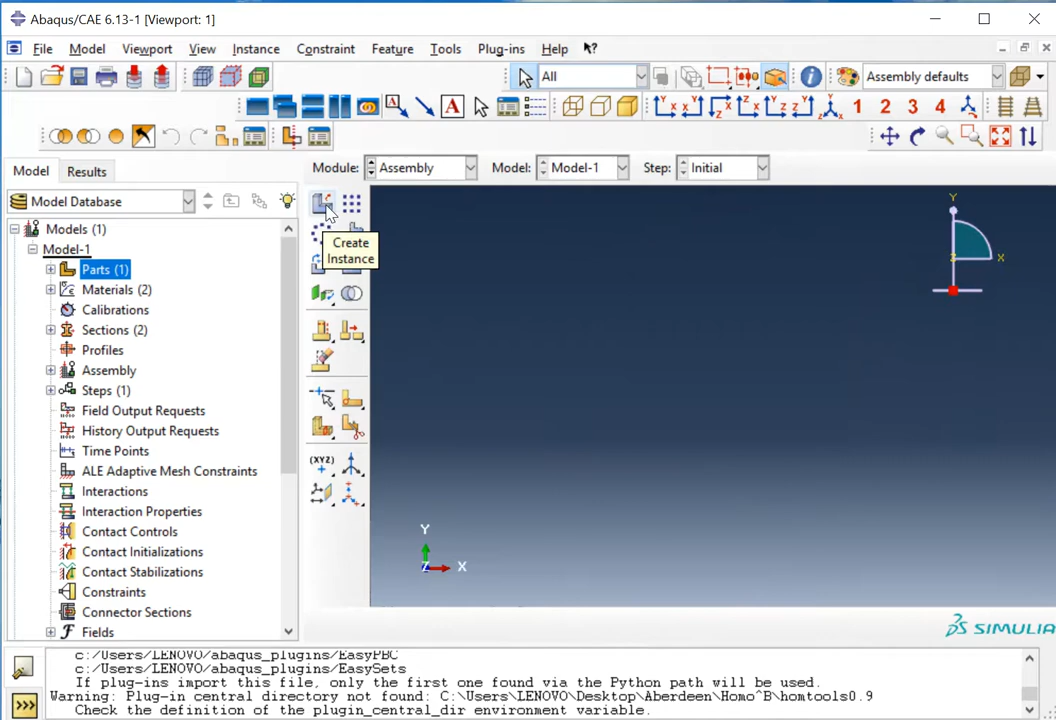 Abaqus/CAE 6.13-1 [Viewport: 1]
File Model Viewport View Instance Constraint Feature Tools Plug-ins Help
All
Assembly defaults
1 2 3 4
Model Results
Module: Assembly Model: Model-1 Step: Initial
Model Database
Models (1)
Model-1
Parts (1)
Materials (2)
Calibrations
Sections (2)
Profiles
Assembly
Steps (1)
Field Output Requests
History Output Requests
Time Points
ALE Adaptive Mesh Constraints
Interactions
Interaction Properties
Contact Controls
Contact Initializations
Contact Stabilizations
Constraints
Connector Sections
Fields
Create
Instance
(XYZ)
Y
X
Z
Y
X
Z
SIMULIA
c:/Users/LENOVO/abaqus_plugins/EasyPBC
c:/Users/LENOVO/abaqus_plugins/EasySets
If plug-ins import this file, only the first one found via the Python path will be used.
Warning: Plug-in central directory not found: C:\Users\LENOVO\Desktop\Aberdeen\Homo^B\homtools0.9
Check the definition of the plugin_central_dir environment variable.
>>>